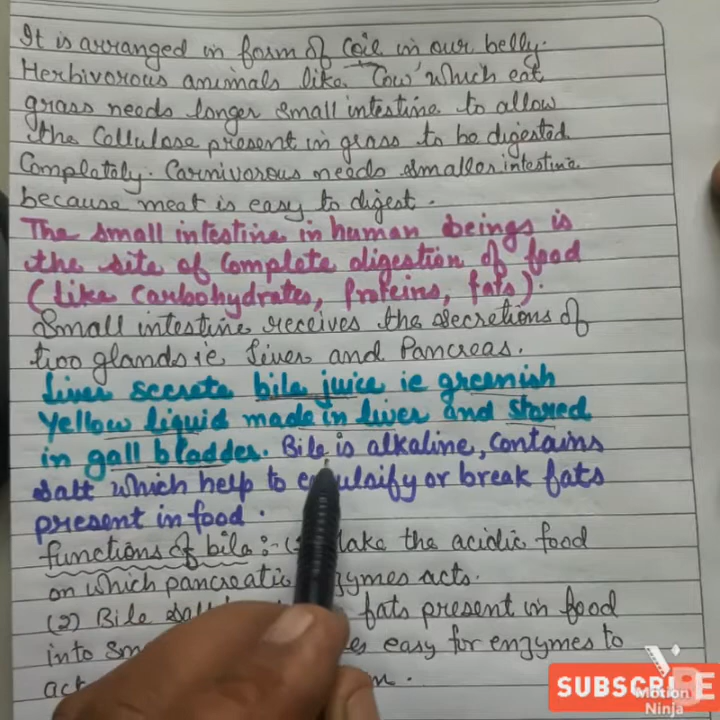 It is arranged in form of coil in our belly.
Herbivorous animals like 'Cow' which eat
grass needs longer small intestine to allow
the Cellulose present in grass to be digested
Completely. Carnivorous needs smaller intestine
because meat is easy to digest.
The small intestine in human beings is
the site of Complete digestion of food
(like Carbohydrates, Proteins, fats).
Small intestine receives the secretions of
two glands ie liver and Pancreas.
liver secrete bile juice ie greenish
Yellow liquid made in liver and stored
in gall bladder. Bile is alkaline, contains
salt which help to emulsify or break fats
present in food.
functions of bile :- the acidic food
on which pancreatic acts.
(2) Bile fats present in food
into easy for enzymes to
SUBSCRIBE
Motion
Ninja